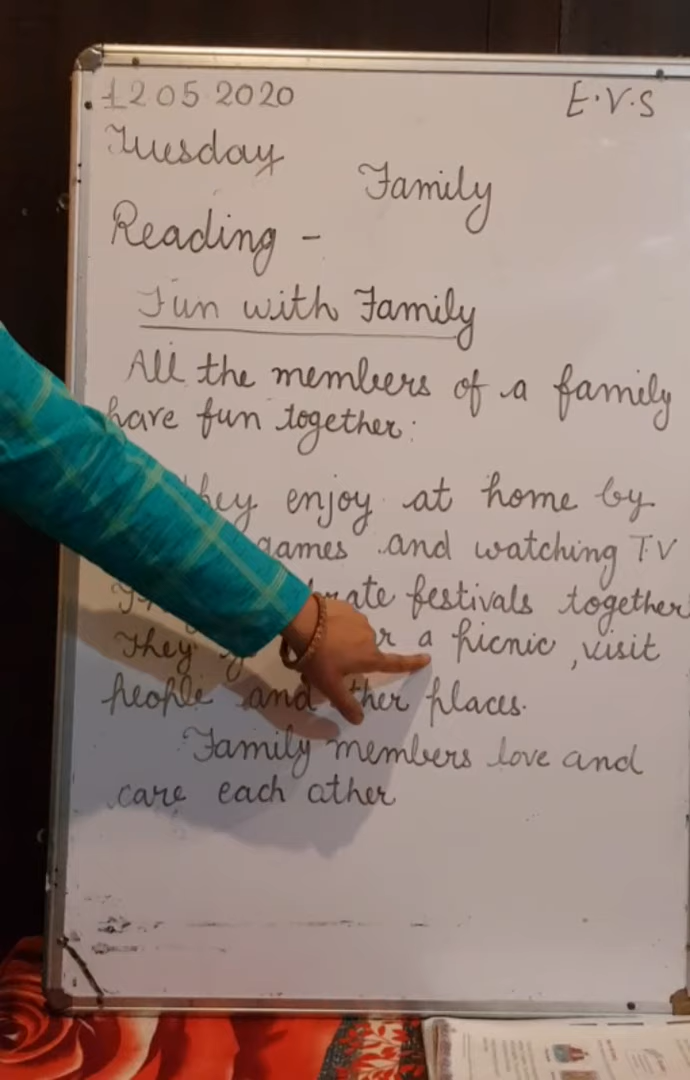 12 05 2020 E.V.S
Tuesday
Family
Reading -
Fun with Family
All the members of a family
have fun together:
they enjoy at home by
games and watching T.V
festivals together
They a picnic, visit
people and places.
Family members love and
care each ather